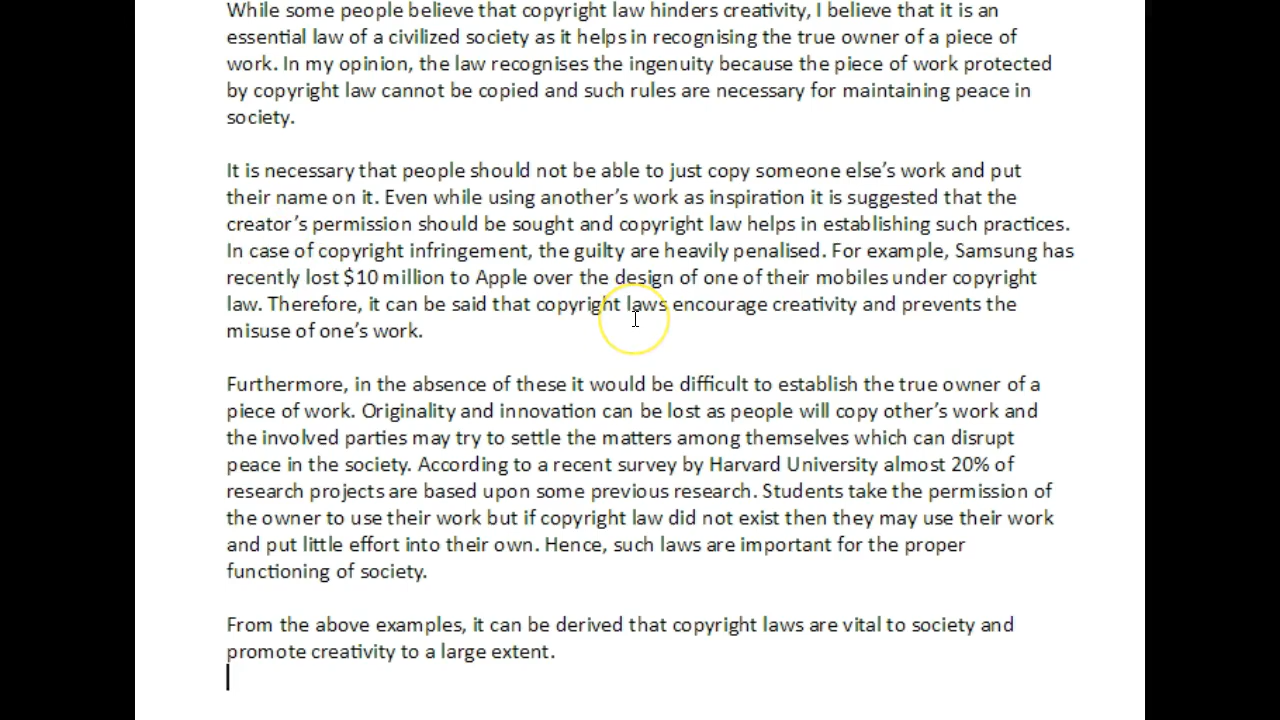 While some people believe that copyright law hinders creativity, I believe that it is an
essential law of a civilized society as it helps in recognising the true owner of a piece of
work. In my opinion, the law recognises the ingenuity because the piece of work protected
by copyright law cannot be copied and such rules are necessary for maintaining peace in
society.
It is necessary that people should not be able to just copy someone else’s work and put
their name on it. Even while using another’s work as inspiration it is suggested that the
creator’s permission should be sought and copyright law helps in establishing such practices.
In case of copyright infringement, the guilty are heavily penalised. For example, Samsung has
recently lost $10 million to Apple over the design of one of their mobiles under copyright
law. Therefore, it can be said that copyright laws encourage creativity and prevents the
misuse of one’s work.
Furthermore, in the absence of these it would be difficult to establish the true owner of a
piece of work. Originality and innovation can be lost as people will copy other’s work and
the involved parties may try to settle the matters among themselves which can disrupt
peace in the society. According to a recent survey by Harvard University almost 20% of
research projects are based upon some previous research. Students take the permission of
the owner to use their work but if copyright law did not exist then they may use their work
and put little effort into their own. Hence, such laws are important for the proper
functioning of society.
From the above examples, it can be derived that copyright laws are vital to society and
promote creativity to a large extent.